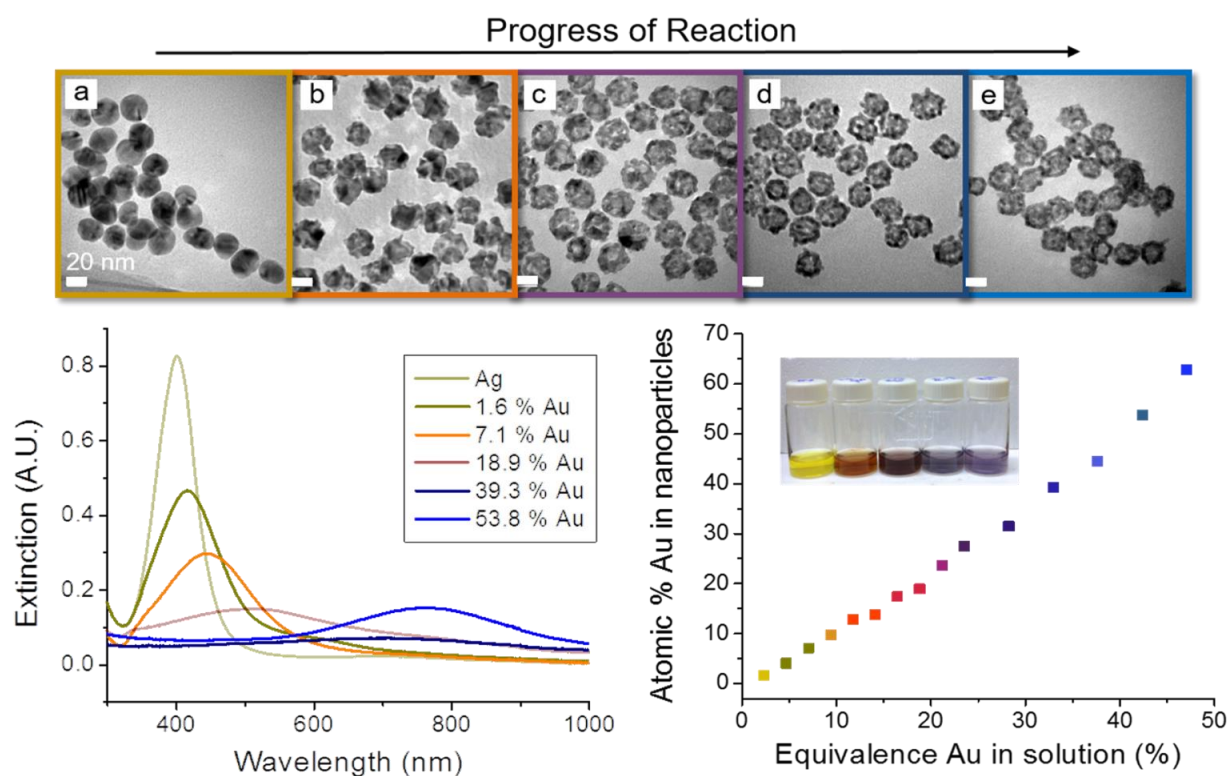 Progress of Reaction
a
b
c
d
e
20 nm
0.8
0.6
0.4
0.2
0.0
Extinction (A.U.)
400
600
800
1000
Wavelength (nm)
Ag
1.6 % Au
7.1 % Au
18.9 % Au
39.3 % Au
53.8 % Au
70
60
50
40
30
20
10
0
Atomic % Au in nanoparticles
0
10
20
30
40
50
Equivalence Au in solution (%)